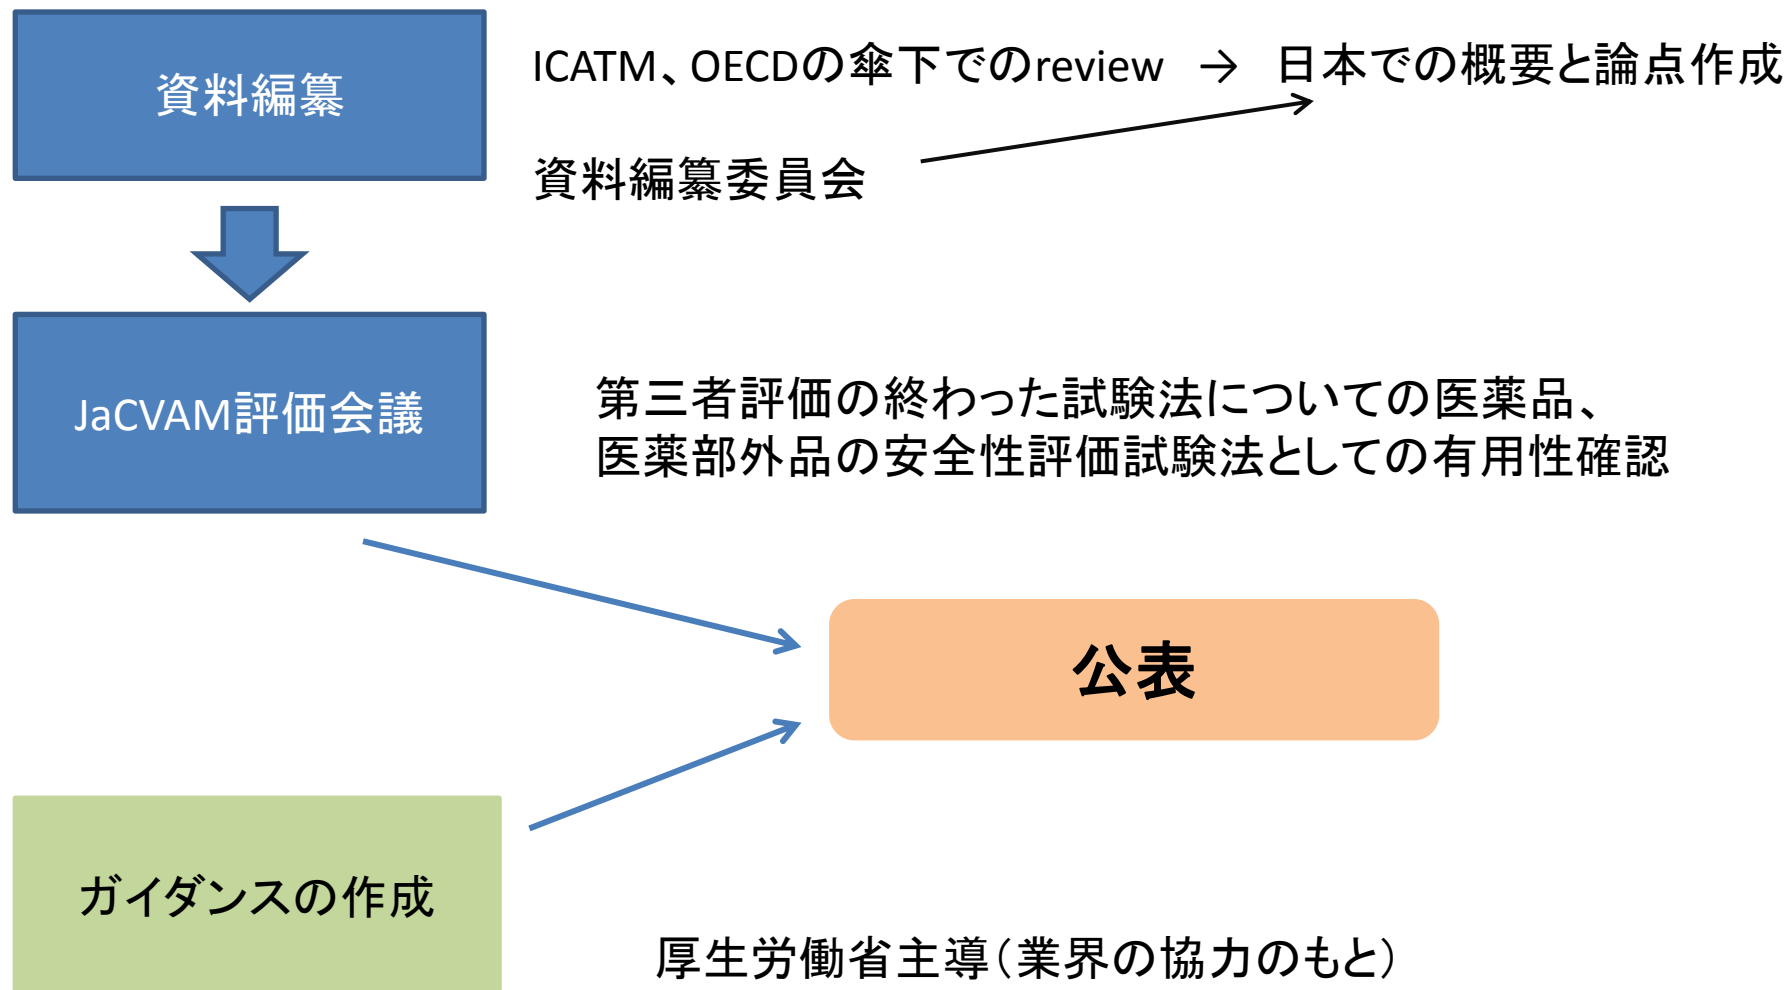 資料編纂
ICATM、OECDの傘下でのreview → 日本での概要と論点作成
資料編纂委員会
JaCVAM評価会議
第三者評価の終わった試験法についての医薬品、
医薬部外品の安全性評価試験法としての有用性確認
公表
ガイダンスの作成
厚生労働省主導（業界の協力のもと）